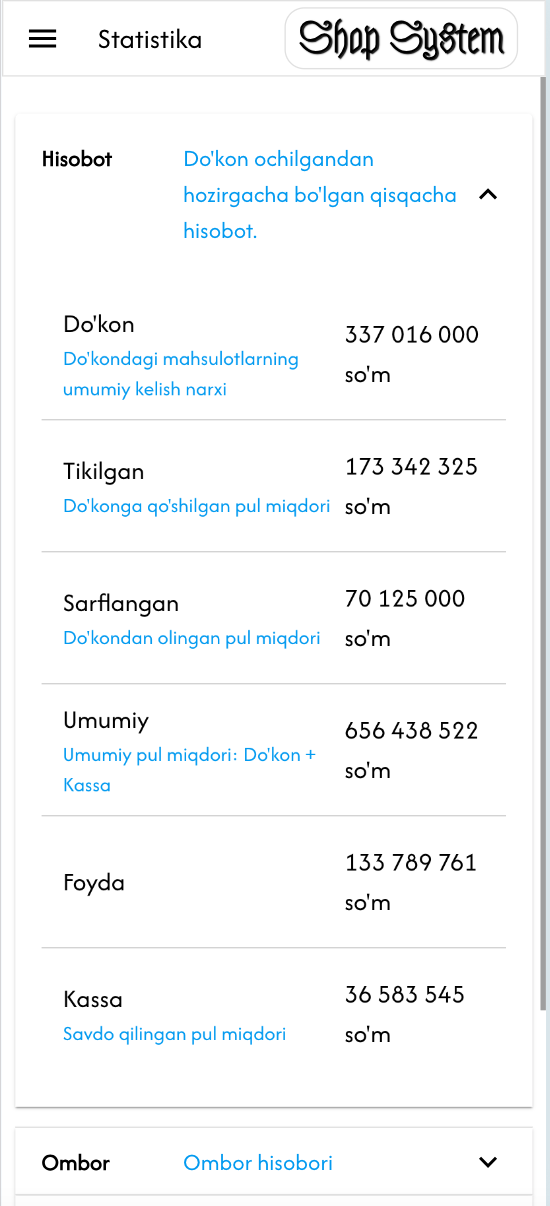 Statistika
Shop System
Hisobot
Do'kon ochilgandan
hozirgacha bo'lgan qisqacha
hisobot.
Do'kon
Do'kondagi mahsulotlarning
umumiy kelish narxi
337 016 000
so'm
Tikilgan
Do'konga qo'shilgan pul miqdori
173 342 325
so'm
Sarflangan
Do'kondan olingan pul miqdori
70 125 000
so'm
Umumiy
Umumiy pul miqdori: Do'kon +
Kassa
656 438 522
so'm
Foyda
133 789 761
so'm
Kassa
Savdo qilingan pul miqdori
36 583 545
so'm
Ombor
Ombor hisobori